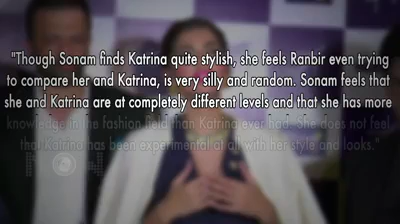 "Though Sonam finds Katrina quite stylish, she feels Ranbir even trying
to compare her and Katrina, is very silly and random. Sonam feels that
she and Katrina are at completely different levels and that she has more
knowledge in the fashion field than Katrina ever had. She does not feel
that Katrina has been experimental at all with her style and looks."